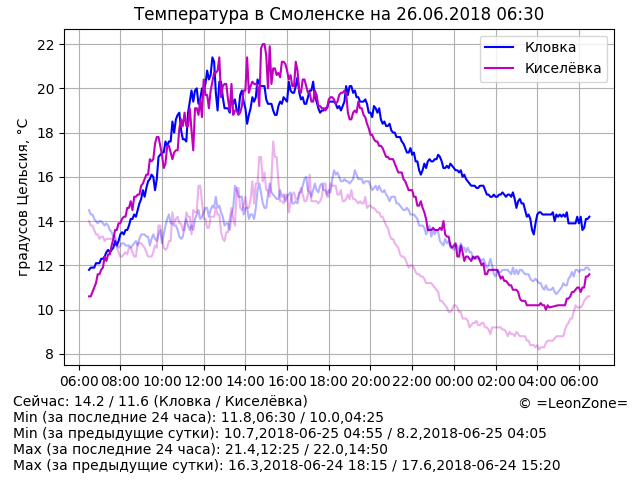 Температура в Смоленске на 26.06.2018 06:30
градусов Цельсия, °C
22
20
18
16
14
12
10
8
Кловка
Киселёвка
06:00 08:00 10:00 12:00 14:00 16:00 18:00 20:00 22:00 00:00 02:00 04:00 06:00
Сейчас: 14.2 / 11.6 (Кловка / Киселёвка)
© =LeonZone=
Min (за последние 24 часа): 11.8,06:30 / 10.0,04:25
Min (за предыдущие сутки): 10.7,2018-06-25 04:55 / 8.2,2018-06-25 04:05
Max (за последние 24 часа): 21.4,12:25 / 22.0,14:50
Max (за предыдущие сутки): 16.3,2018-06-24 18:15 / 17.6,2018-06-24 15:20